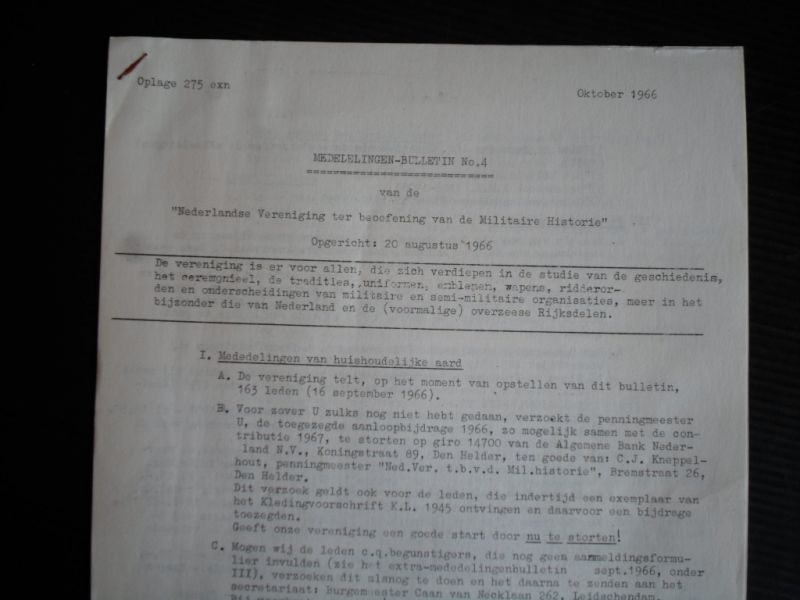 Oplage 275 exn
Oktober 1966
MEDELELINGEN-BULLETIN No.4
===========================
van de
"Nederlandse Vereniging ter beoefening van de Militaire Historie"
Opgericht: 20 augustus 1966
De vereniging is er voor allen, die zich verdiepen in de studie van de geschiedenis,
het ceremonieel, de tradities, uniformen, emblemen, wapens, ridderor-
den en onderscheidingen van militaire en semi-militaire organisaties, meer in het
bijzonder die van Nederland en de (voormalige) overzeese Rijksdelen.
I. Mededelingen van huishoudelijke aard
A. De vereniging telt, op het moment van opstellen van dit bulletin,
163 leden (16 september 1966).
B. Voor zover U zulks nog niet hebt gedaan, verzoekt de penningmeester
U, de toegezegde aanloopbijdrage 1966, zo mogelijk samen met de con-
tributie 1967, te storten op giro 14700 van de Algemene Bank Neder-
land N.V., Koningstraat 89, Den Helder, ten goede van: C.J. Kneppel-
hout, penningmeester "Ned.Ver. t.b.v.d. Mil.historie", Bremstraat 26,
Den Helder.
Dit verzoek geldt ook voor de leden, die indertijd een exemplaar van
het Kledingvoorschrift K.L. 1945 ontvingen en daarvoor een bijdrage
toezegden.
Geeft onze vereniging een goede start door nu te storten!
C. Mogen wij de leden c.q.begunstigers, die nog geen aanmeldingsformu-
lier invulden (zie het extra-mededelingenbulletin sept.1966, onder
III), verzoeken dit alsnog te doen en het daarna te zenden aan het
secretariaat: Burgemeester Caan van Necklaan 262, Leidschendam.